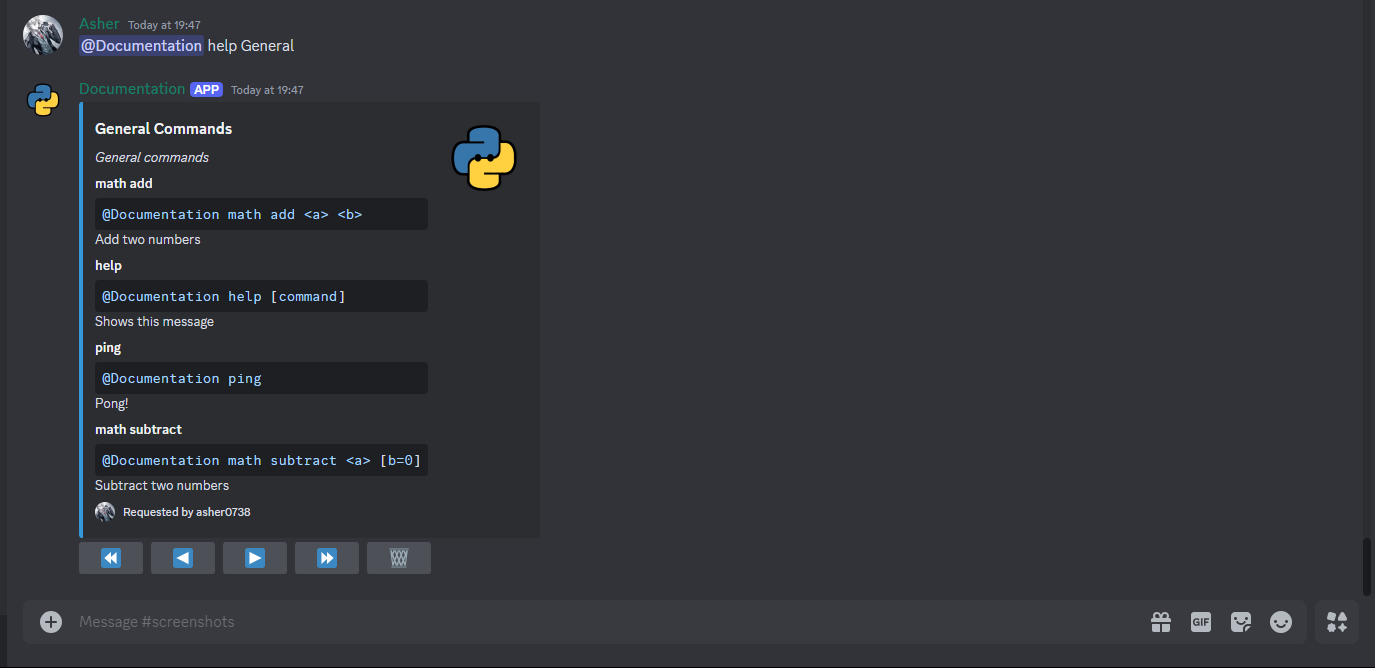 Asher Today at 19:47
@Documentation help General
Documentation APP Today at 19:47
General Commands
General commands
math add
@Documentation math add <a> <b>
Add two numbers
help
@Documentation help [command]
Shows this message
ping
@Documentation ping
Pong!
math subtract
@Documentation math subtract <a> [b=0]
Subtract two numbers
Requested by asher0738
Message #screenshots
GIF